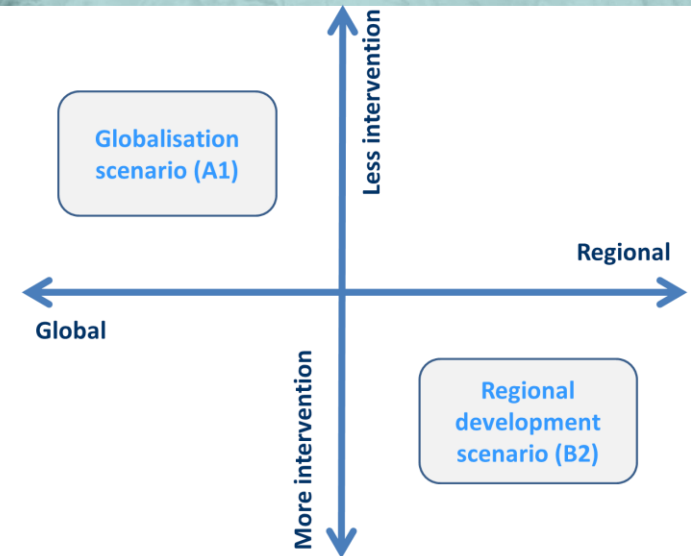 Less intervention
Globalisation
scenario (A1)
Regional
Global
More intervention
Regional
development
scenario (B2)